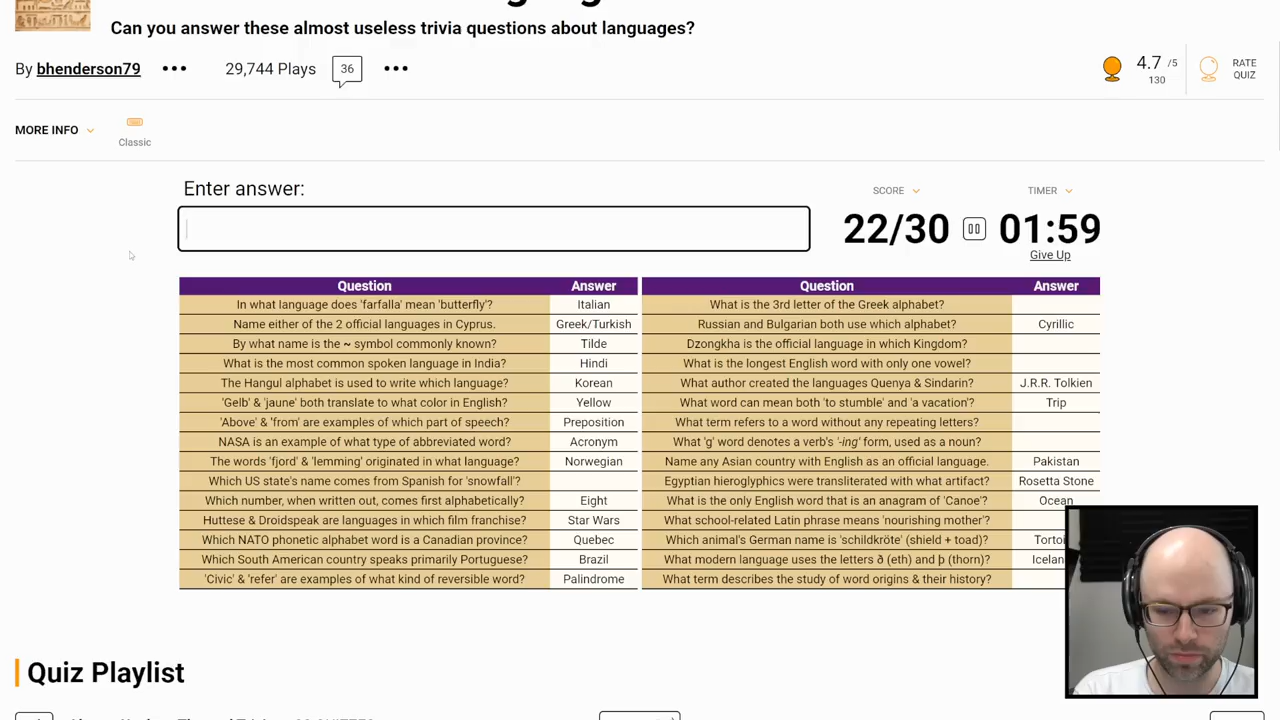 Can you answer these almost useless trivia questions about languages?
By bhenderson79 ••• 29,744 Plays 36 •••
4.7 /5
130
RATE
QUIZ
MORE INFO
Classic
Enter answer:
SCORE
TIMER
22/30
01:59
Give Up
Question Answer
In what language does 'farfalla' mean 'butterfly'? Italian
Name either of the 2 official languages in Cyprus. Greek/Turkish
By what name is the ~ symbol commonly known? Tilde
What is the most common spoken language in India? Hindi
The Hangul alphabet is used to write which language? Korean
'Gelb' & 'jaune' both translate to what color in English? Yellow
'Above' & 'from' are examples of which part of speech? Preposition
NASA is an example of what type of abbreviated word? Acronym
The words 'fjord' & 'lemming' originated in what language? Norwegian
Which US state's name comes from Spanish for 'snowfall'?
Which number, when written out, comes first alphabetically? Eight
Huttese & Droidspeak are languages in which film franchise? Star Wars
Which NATO phonetic alphabet word is a Canadian province? Quebec
Which South American country speaks primarily Portuguese? Brazil
'Civic' & 'refer' are examples of what kind of reversible word? Palindrome
Question Answer
What is the 3rd letter of the Greek alphabet?
Russian and Bulgarian both use which alphabet? Cyrillic
Dzongkha is the official language in which Kingdom?
What is the longest English word with only one vowel?
What author created the languages Quenya & Sindarin? J.R.R. Tolkien
What word can mean both 'to stumble' and 'a vacation'? Trip
What term refers to a word without any repeating letters?
What 'g' word denotes a verb's '-ing' form, used as a noun?
Name any Asian country with English as an official language. Pakistan
Egyptian hieroglyphics were transliterated with what artifact? Rosetta Stone
What is the only English word that is an anagram of 'Canoe'? Ocean
What school-related Latin phrase means 'nourishing mother'?
Which animal's German name is 'schildkröte' (shield + toad)? Tortoi
What modern language uses the letters ð (eth) and þ (thorn)? Icelan
What term describes the study of word origins & their history?
Quiz Playlist